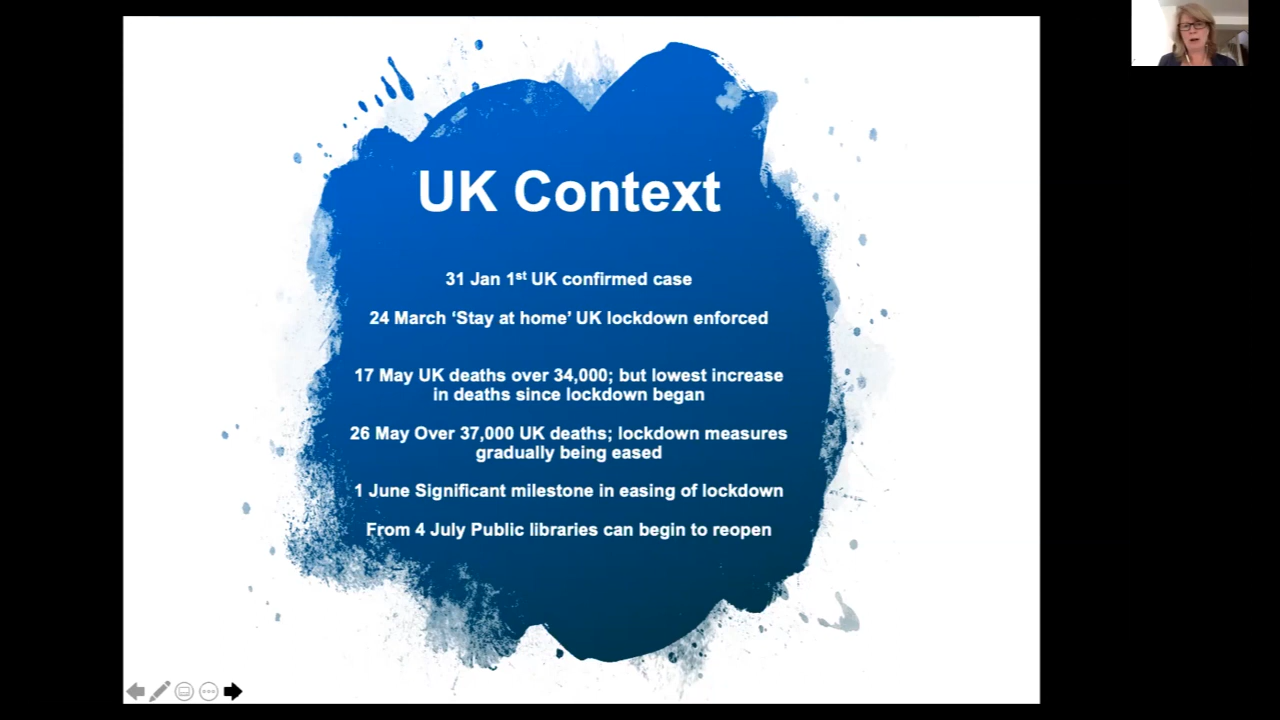 UK Context
31 Jan 1st UK confirmed case
24 March ‘Stay at home’ UK lockdown enforced
17 May UK deaths over 34,000; but lowest increase
in deaths since lockdown began
26 May Over 37,000 UK deaths; lockdown measures
gradually being eased
1 June Significant milestone in easing of lockdown
From 4 July Public libraries can begin to reopen